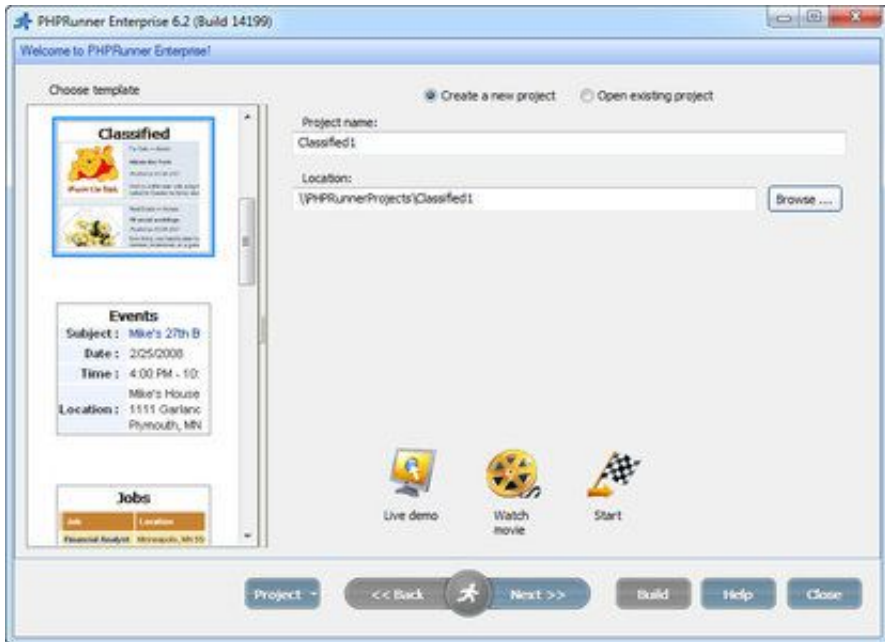 PHPRunner Enterprise 6.2 (Build 14199)
Welcome to PHPRunner Enterprise!
Choose template
Create a new project
Open existing project
Project name:
Classified1
Location:
\\PHPRunnerProjects\Classified1
Browse ....
Classified
Events
Subject : Mike's 27th B
Date : 2/25/2008
Time : 4:00 PM - 10:
Location : Mike's House
1111 Garlanc
Plymouth, MN
Jobs
Job Location
Financial Analyst Minneapolis, MN 55
Live demo
Watch movie
Start
Project
<< Back
Next >>
Build
Help
Close